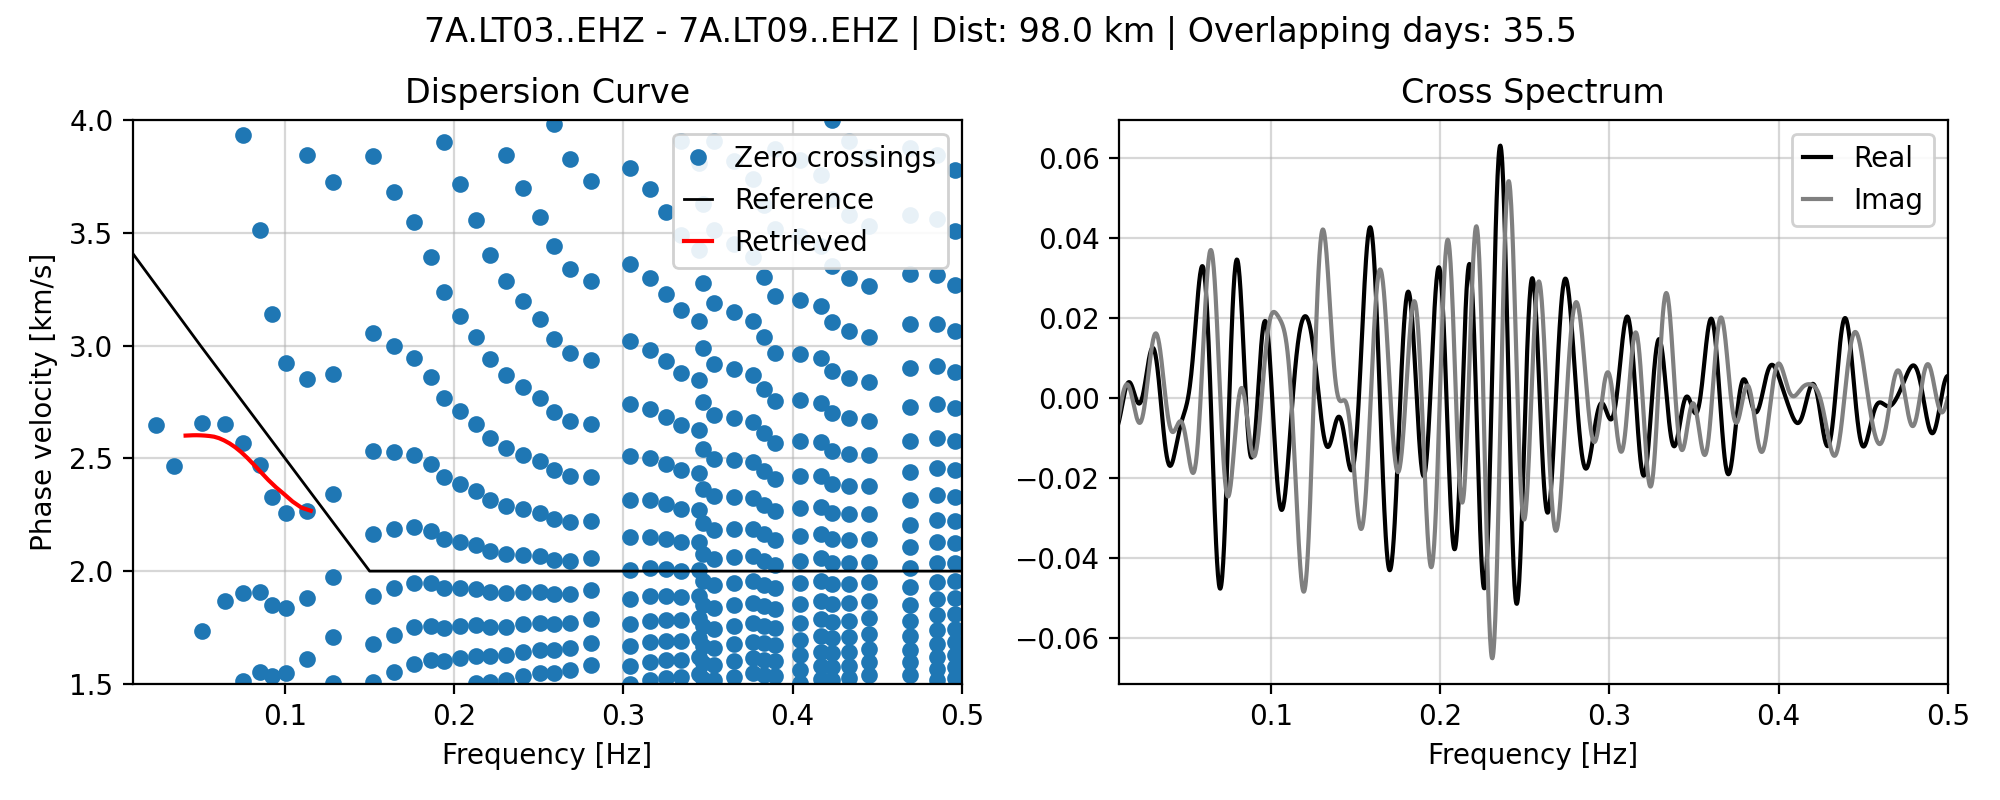 7A.LT03..EHZ - 7A.LT09..EHZ | Dist: 98.0 km | Overlapping days: 35.5
Dispersion Curve
4.0
3.5
3.0
2.5
2.0
1.5
Phase velocity [km/s]
0.1
0.2
0.3
0.4
0.5
Frequency [Hz]
Zero crossings
Reference
Retrieved
Cross Spectrum
0.06
0.04
0.02
0.00
−0.02
−0.04
−0.06
0.1
0.2
0.3
0.4
0.5
Frequency [Hz]
Real
Imag